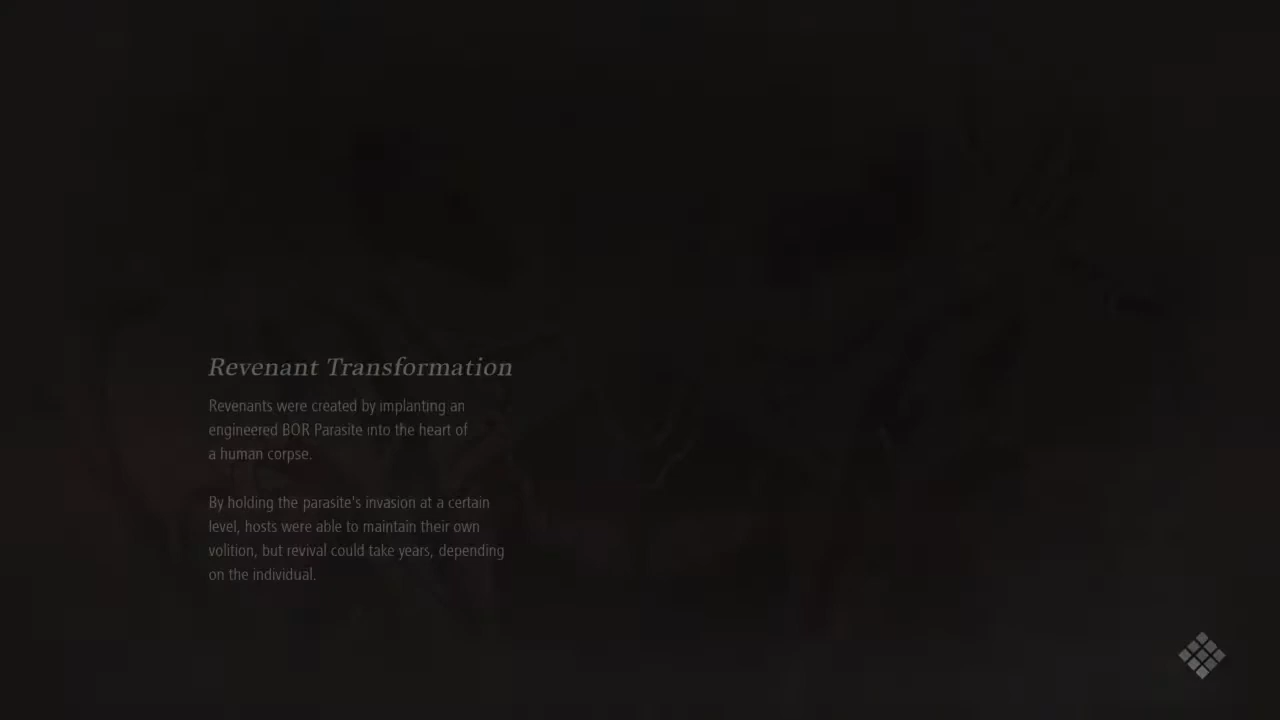 Revenant Transformation
Revenants were created by implanting an
engineered BOR Parasite into the heart of
a human corpse.
By holding the parasite's invasion at a certain
level, hosts were able to maintain their own
volition, but revival could take years, depending
on the individual.